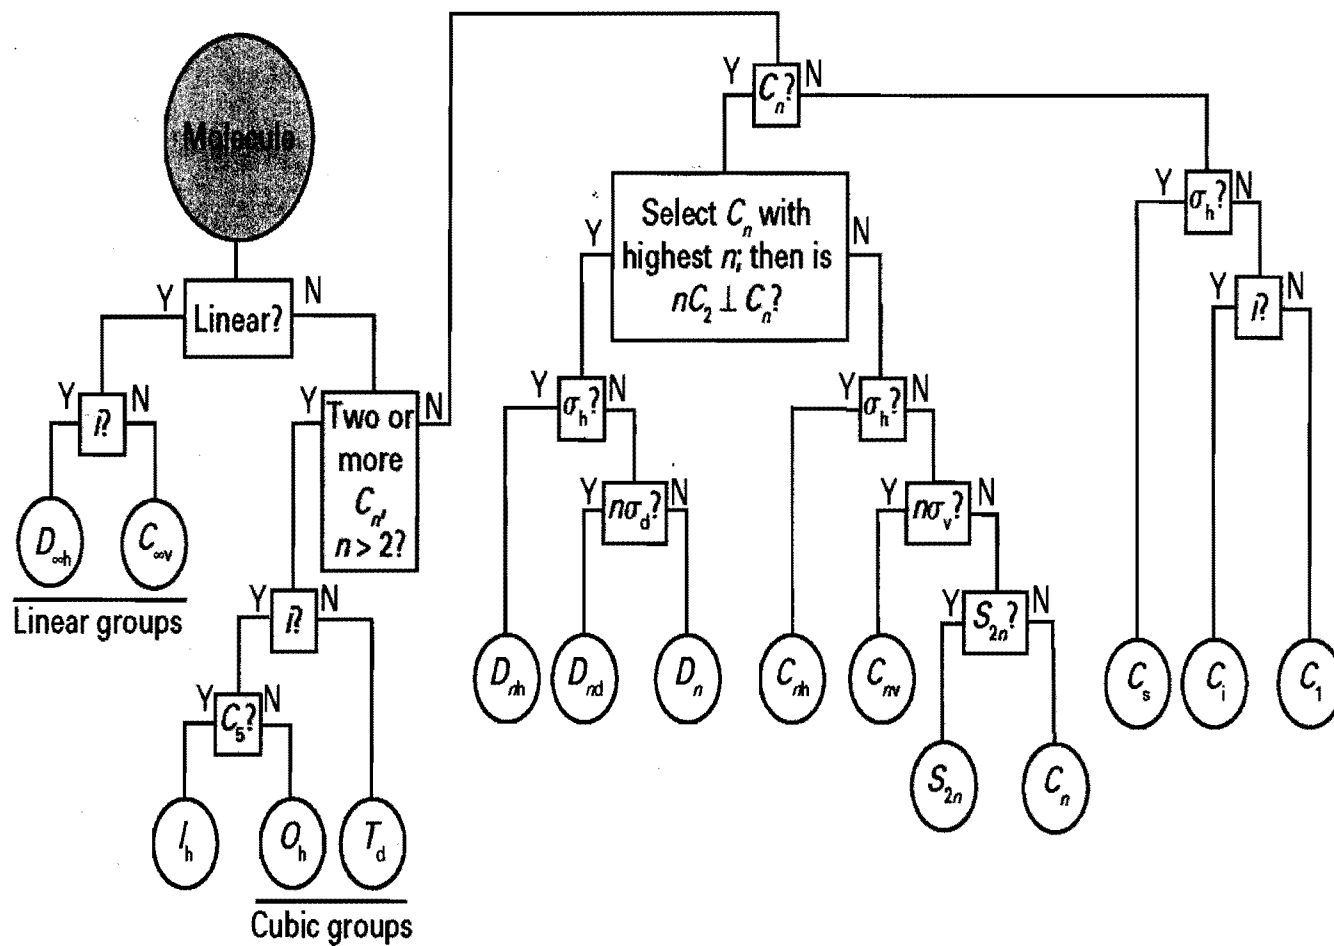 Molecule
Y
Linear?
N
Y
i?
N
D∞h
C∞v
Linear groups
Y
Two or
more
Cn,
n > 2?
N
Y
i?
N
Y
C5?
N
Ih
Oh
Td
Cubic groups
Y
Cn?
N
Y
Select Cn with
highest n; then is
nC2 ⊥ Cn?
N
Y
σh?
N
Y
nσd?
N
Dnh
Dnd
Dn
Y
σh?
N
Y
nσv?
N
Y
S2n?
N
Cnh
Cnv
S2n
Cn
Y
σh?
N
Y
i?
N
Cs
Ci
C1